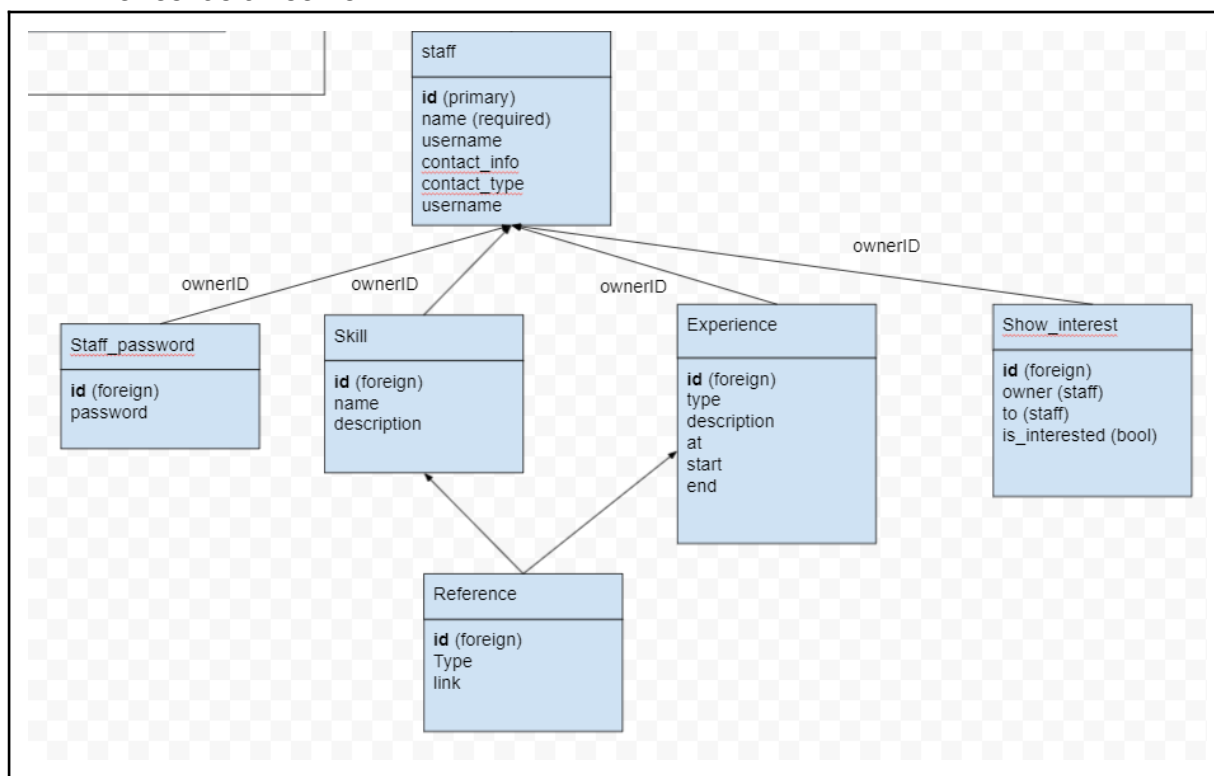 staff
id (primary)
name (required)
username
contact_info
contact_type
username
ownerID
ownerID
ownerID
ownerID
Staff_password
id (foreign)
password
Skill
id (foreign)
name
description
Experience
id (foreign)
type
description
at
start
end
Show_interest
id (foreign)
owner (staff)
to (staff)
is_interested (bool)
Reference
id (foreign)
Type
link